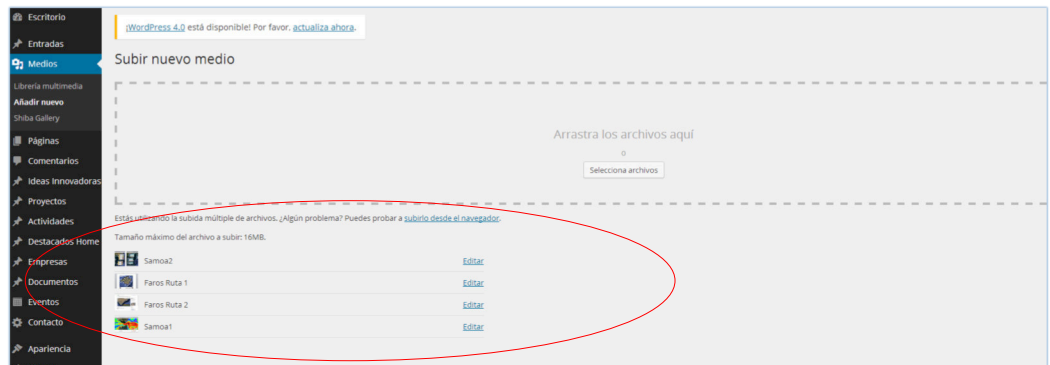 Escritorio
Entradas
Medios
Librería multimedia
Añadir nuevo
Shiba Gallery
Páginas
Comentarios
Ideas Innovadoras
Proyectos
Actividades
Destacados Home
Empresas
Documentos
Eventos
Contacto
Apariencia
¡WordPress 4.0 está disponible! Por favor, actualiza ahora.
Subir nuevo medio
Arrastra los archivos aquí
o
Selecciona archivos
Estás utilizando la subida múltiple de archivos. ¿Algún problema? Puedes probar a subirlo desde el navegador.
Tamaño máximo del archivo a subir: 16MB.
Samoa2 Editar
Faros Ruta 1 Editar
Faros Ruta 2 Editar
Samoa1 Editar